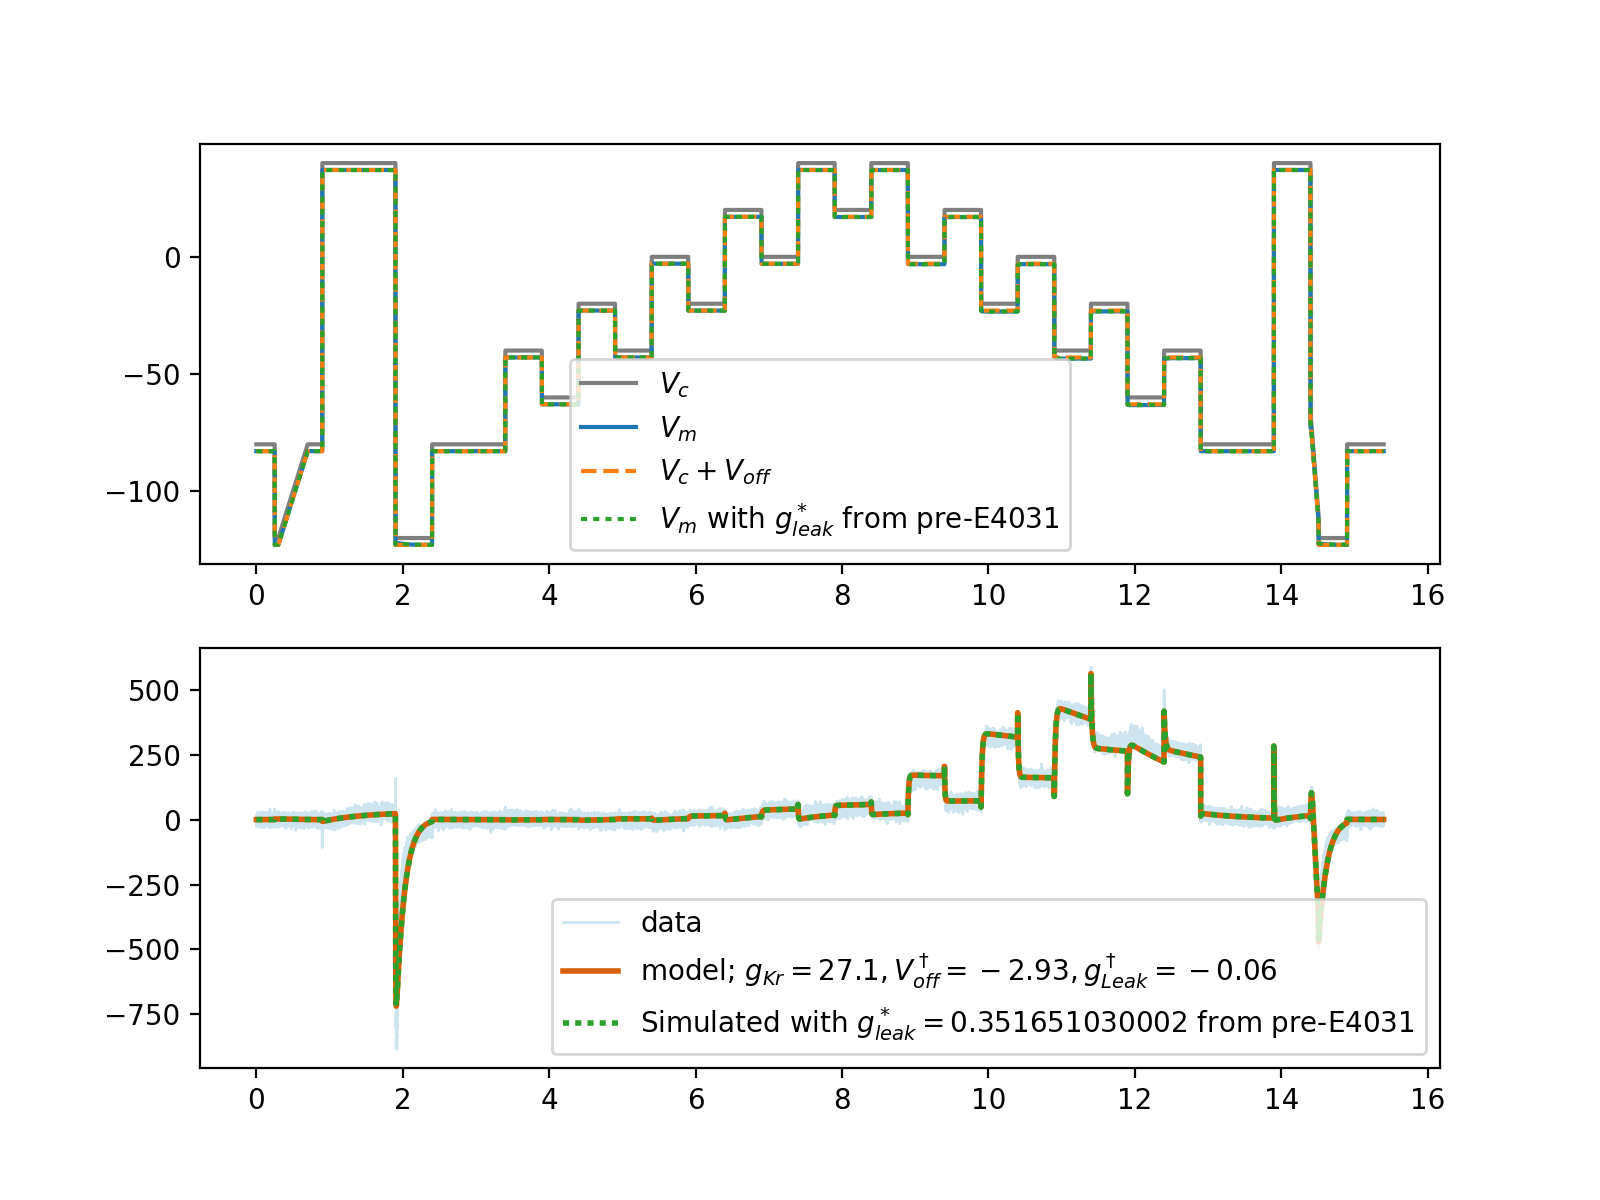 0
−50
−100
V_c
V_m
V_c + V_off
V_m with g*_leak from pre-E4031
0 2 4 6 8 10 12 14 16
500
250
0
−250
−500
−750
data
model; g_Kr = 27.1, V†_off = −2.93, g†_Leak = −0.06
Simulated with g*_leak = 0.351651030002 from pre-E4031
0 2 4 6 8 10 12 14 16